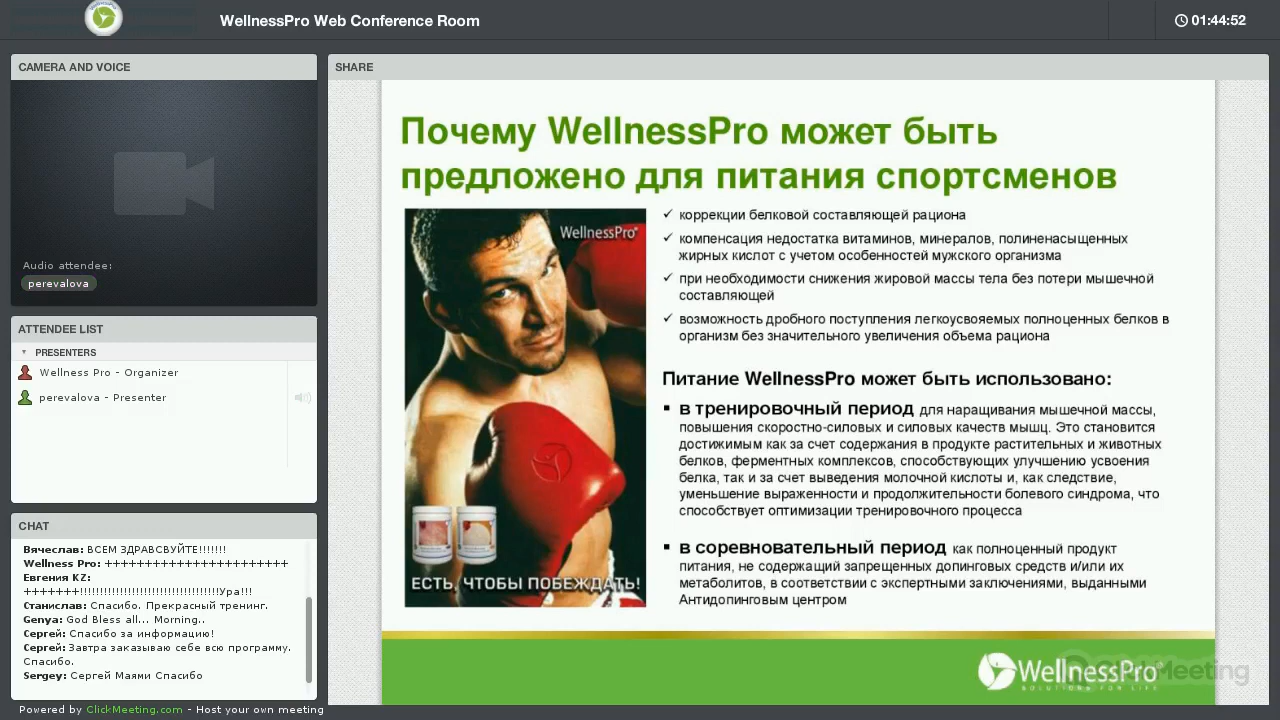 WellnessPro Web Conference Room
01:44:52
CAMERA AND VOICE
Audio attendee:
perevalova
ATTENDEE LIST
PRESENTERS
Wellness Pro - Organizer
perevalova - Presenter
CHAT
Вячеслав: ВСЕМ ЗДРАВСВУЙТЕ!!!!!!!
Wellness Pro: ++++++++++++++++++++++
Евгения KZ:
Станислав: Спасибо. Прекрасный тренинг.
Sonya: God Bless all... Morning..
Сергей: Спасибо за информацию!
Сергей: Завтра заказываю себе всю программу.
Спасибо
Sergey: Сергей Маями Спасибо
Powered by ClickMeeting.com - Host your own meeting
SHARE
Почему WellnessPro может быть
предложено для питания спортсменов
WellnessPro®
ЕСТЬ, ЧТОБЫ ПОБЕЖДАТЬ!
✓ коррекции белковой составляющей рациона
✓ компенсация недостатка витаминов, минералов, полиненасыщенных
жирных кислот с учетом особенностей мужского организма
✓ при необходимости снижения жировой массы тела без потери мышечной
составляющей
✓ возможность дробного поступления легкоусвояемых полноценных белков в
организм без значительного увеличения объема рациона
Питание WellnessPro может быть использовано:
▪ в тренировочный период для наращивания мышечной массы,
повышения скоростно-силовых и силовых качеств мышц. Это становится
достижимым как за счет содержания в продукте растительных и животных
белков, ферментных комплексов, способствующих улучшению усвоения
белка, так и за счет выведения молочной кислоты и, как следствие,
уменьшение выраженности и продолжительности болевого синдрома, что
способствует оптимизации тренировочного процесса
▪ в соревновательный период как полноценный продукт
питания, не содержащий запрещенных допинговых средств и/или их
метаболитов, в соответствии с экспертными заключениями, выданными
Антидопинговым центром
WellnessPro
SOLUTIONS FOR LIFE
Meeting